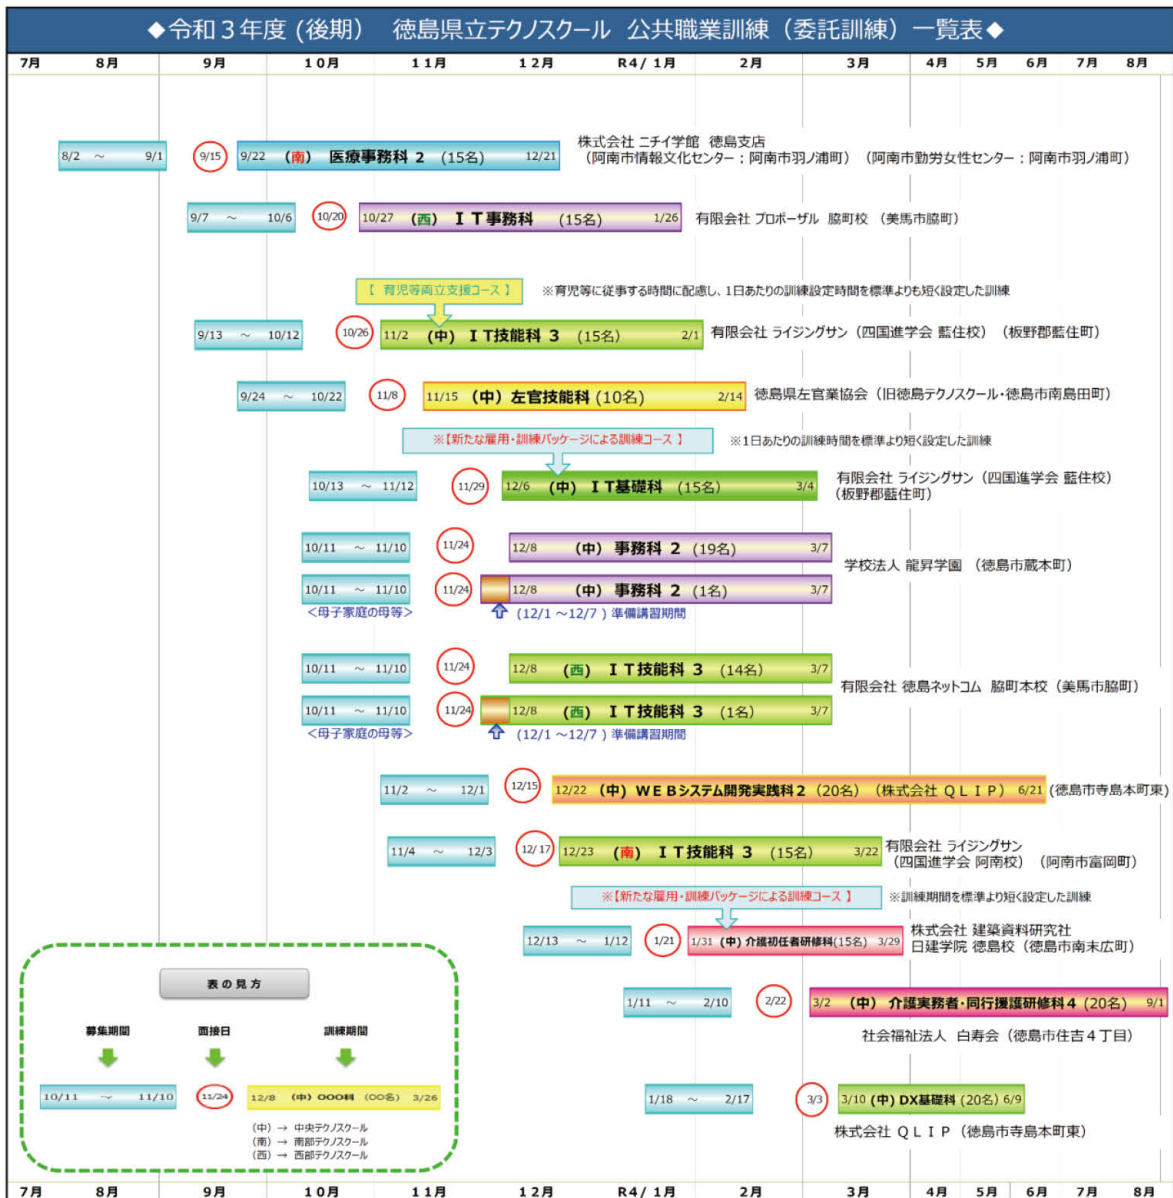 ◆令和３年度 (後期)　徳島県立テクノスクール 公共職業訓練（委託訓練）一覧表◆
7月 8月 9月 10月 11月 12月 R4/ 1月 2月 3月 4月 5月 6月 7月 8月
株式会社 ニチイ学館 徳島支店
8/2 ～ 9/1 9/15 9/22 （南） 医療事務科２ (15名) 12/21 （阿南市情報文化センター：阿南市羽ノ浦町）（阿南市勤労女性センター：阿南市羽ノ浦町）
9/7 ～ 10/6 10/20 10/27 （西） ＩＴ事務科 (15名) 1/26 有限会社 プロポーザル 脇町校 （美馬市脇町）
【 育児等両立支援コース 】 ※育児等に従事する時間に配慮し、1日あたりの訓練設定時間を標準よりも短く設定した訓練
9/13 ～ 10/12 10/26 11/2 （中） ＩＴ技能科 3 (15名) 2/1 有限会社 ライジングサン（四国進学会 藍住校）（板野郡藍住町）
9/24 ～ 10/22 11/8 11/15 （中）左官技能科 (10名) 2/14 徳島県左官業協会（旧徳島テクノスクール・徳島市南島田町）
※【新たな雇用・訓練パッケージによる訓練コース 】 ※1日あたりの訓練時間を標準より短く設定した訓練
10/13 ～ 11/12 11/29 12/6 （中） ＩＴ基礎科 (15名) 3/4 有限会社 ライジングサン（四国進学会 藍住校）
（板野郡藍住町）
10/11 ～ 11/10 11/24 12/8 （中） 事務科２ (19名) 3/7
学校法人 龍昇学園 （徳島市蔵本町）
10/11 ～ 11/10 11/24 12/8 （中） 事務科２ (1名) 3/7
＜母子家庭の母等＞ (12/1 ～12/7 ) 準備講習期間
10/11 ～ 11/10 11/24 12/8 （西） ＩＴ技能科 3 (14名) 3/7
有限会社 徳島ネットコム 脇町本校（美馬市脇町）
10/11 ～ 11/10 11/24 12/8 （西） ＩＴ技能科 3 (1名) 3/7
＜母子家庭の母等＞ (12/1 ～12/7 ) 準備講習期間
11/2 ～ 12/1 12/15 12/22 （中）ＷＥＢシステム開発実践科２ (20名) （株式会社 ＱＬＩＰ） 6/21 (徳島市寺島本町東)
11/4 ～ 12/3 12/17 12/23 （南） ＩＴ技能科 3 (15名) 3/22 有限会社 ライジングサン
（四国進学会 阿南校）（阿南市富岡町）
※【新たな雇用・訓練パッケージによる訓練コース 】 ※訓練期間を標準より短く設定した訓練
12/13 ～ 1/12 1/21 1/31 （中）介護初任者研修科(15名) 3/29 株式会社 建築資料研究社
日建学院 徳島校（徳島市南末広町）
1/11 ～ 2/10 2/22 3/2 （中） 介護実務者・同行援護研修科４ (20名) 9/1
社会福祉法人 白寿会（徳島市住吉４丁目）
1/18 ～ 2/17 3/3 3/10 （中）DX基礎科 (20名) 6/9
株式会社 ＱＬＩＰ（徳島市寺島本町東）
表 の 見 方
募集期間 面接日 訓練期間
10/11 ～ 11/10 11/24 12/8 （中）〇〇〇科 (〇〇名) 3/26
（中）→ 中央テクノスクール
（南）→ 南部テクノスクール
（西）→ 西部テクノスクール
7月 8月 9月 10月 11月 12月 R4/ 1月 2月 3月 4月 5月 6月 7月 8月